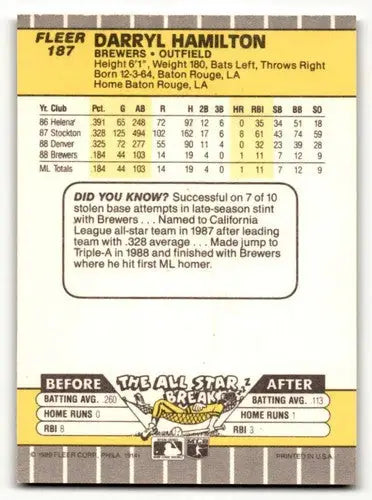 FLEER
187
DARRYL HAMILTON
BREWERS · OUTFIELD
Height 6'1", Weight 180, Bats Left, Throws Right
Born 12-3-64, Baton Rouge, LA
Home Baton Rouge, LA
Yr. Club Pct. G AB R H 2B 3B HR RBI SB BB SO
86 Helena .391 65 248 72 97 12 6 0 35 34 51 18
87 Stockton .328 125 494 102 162 17 6 8 61 43 74 59
88 Denver .325 72 277 55 90 11 4 0 32 23 39 28
88 Brewers .184 44 103 14 19 4 0 1 11 7 12 9
ML Totals .184 44 103 14 19 4 0 1 11 7 12 9
DID YOU KNOW? Successful on 7 of 10
stolen base attempts in late-season stint
with Brewers . . . Named to California
League all-star team in 1987 after leading
team with .328 average . . . Made jump to
Triple-A in 1988 and finished with Brewers
where he hit first ML homer.
BEFORE THE ALL STAR BREAK AFTER
BATTING AVG. .260 BATTING AVG. .113
HOME RUNS 0 HOME RUNS 1
RBI 8 RBI 3
© 1989 FLEER CORP. PHILA. 19141 PRINTED IN U.S.A.